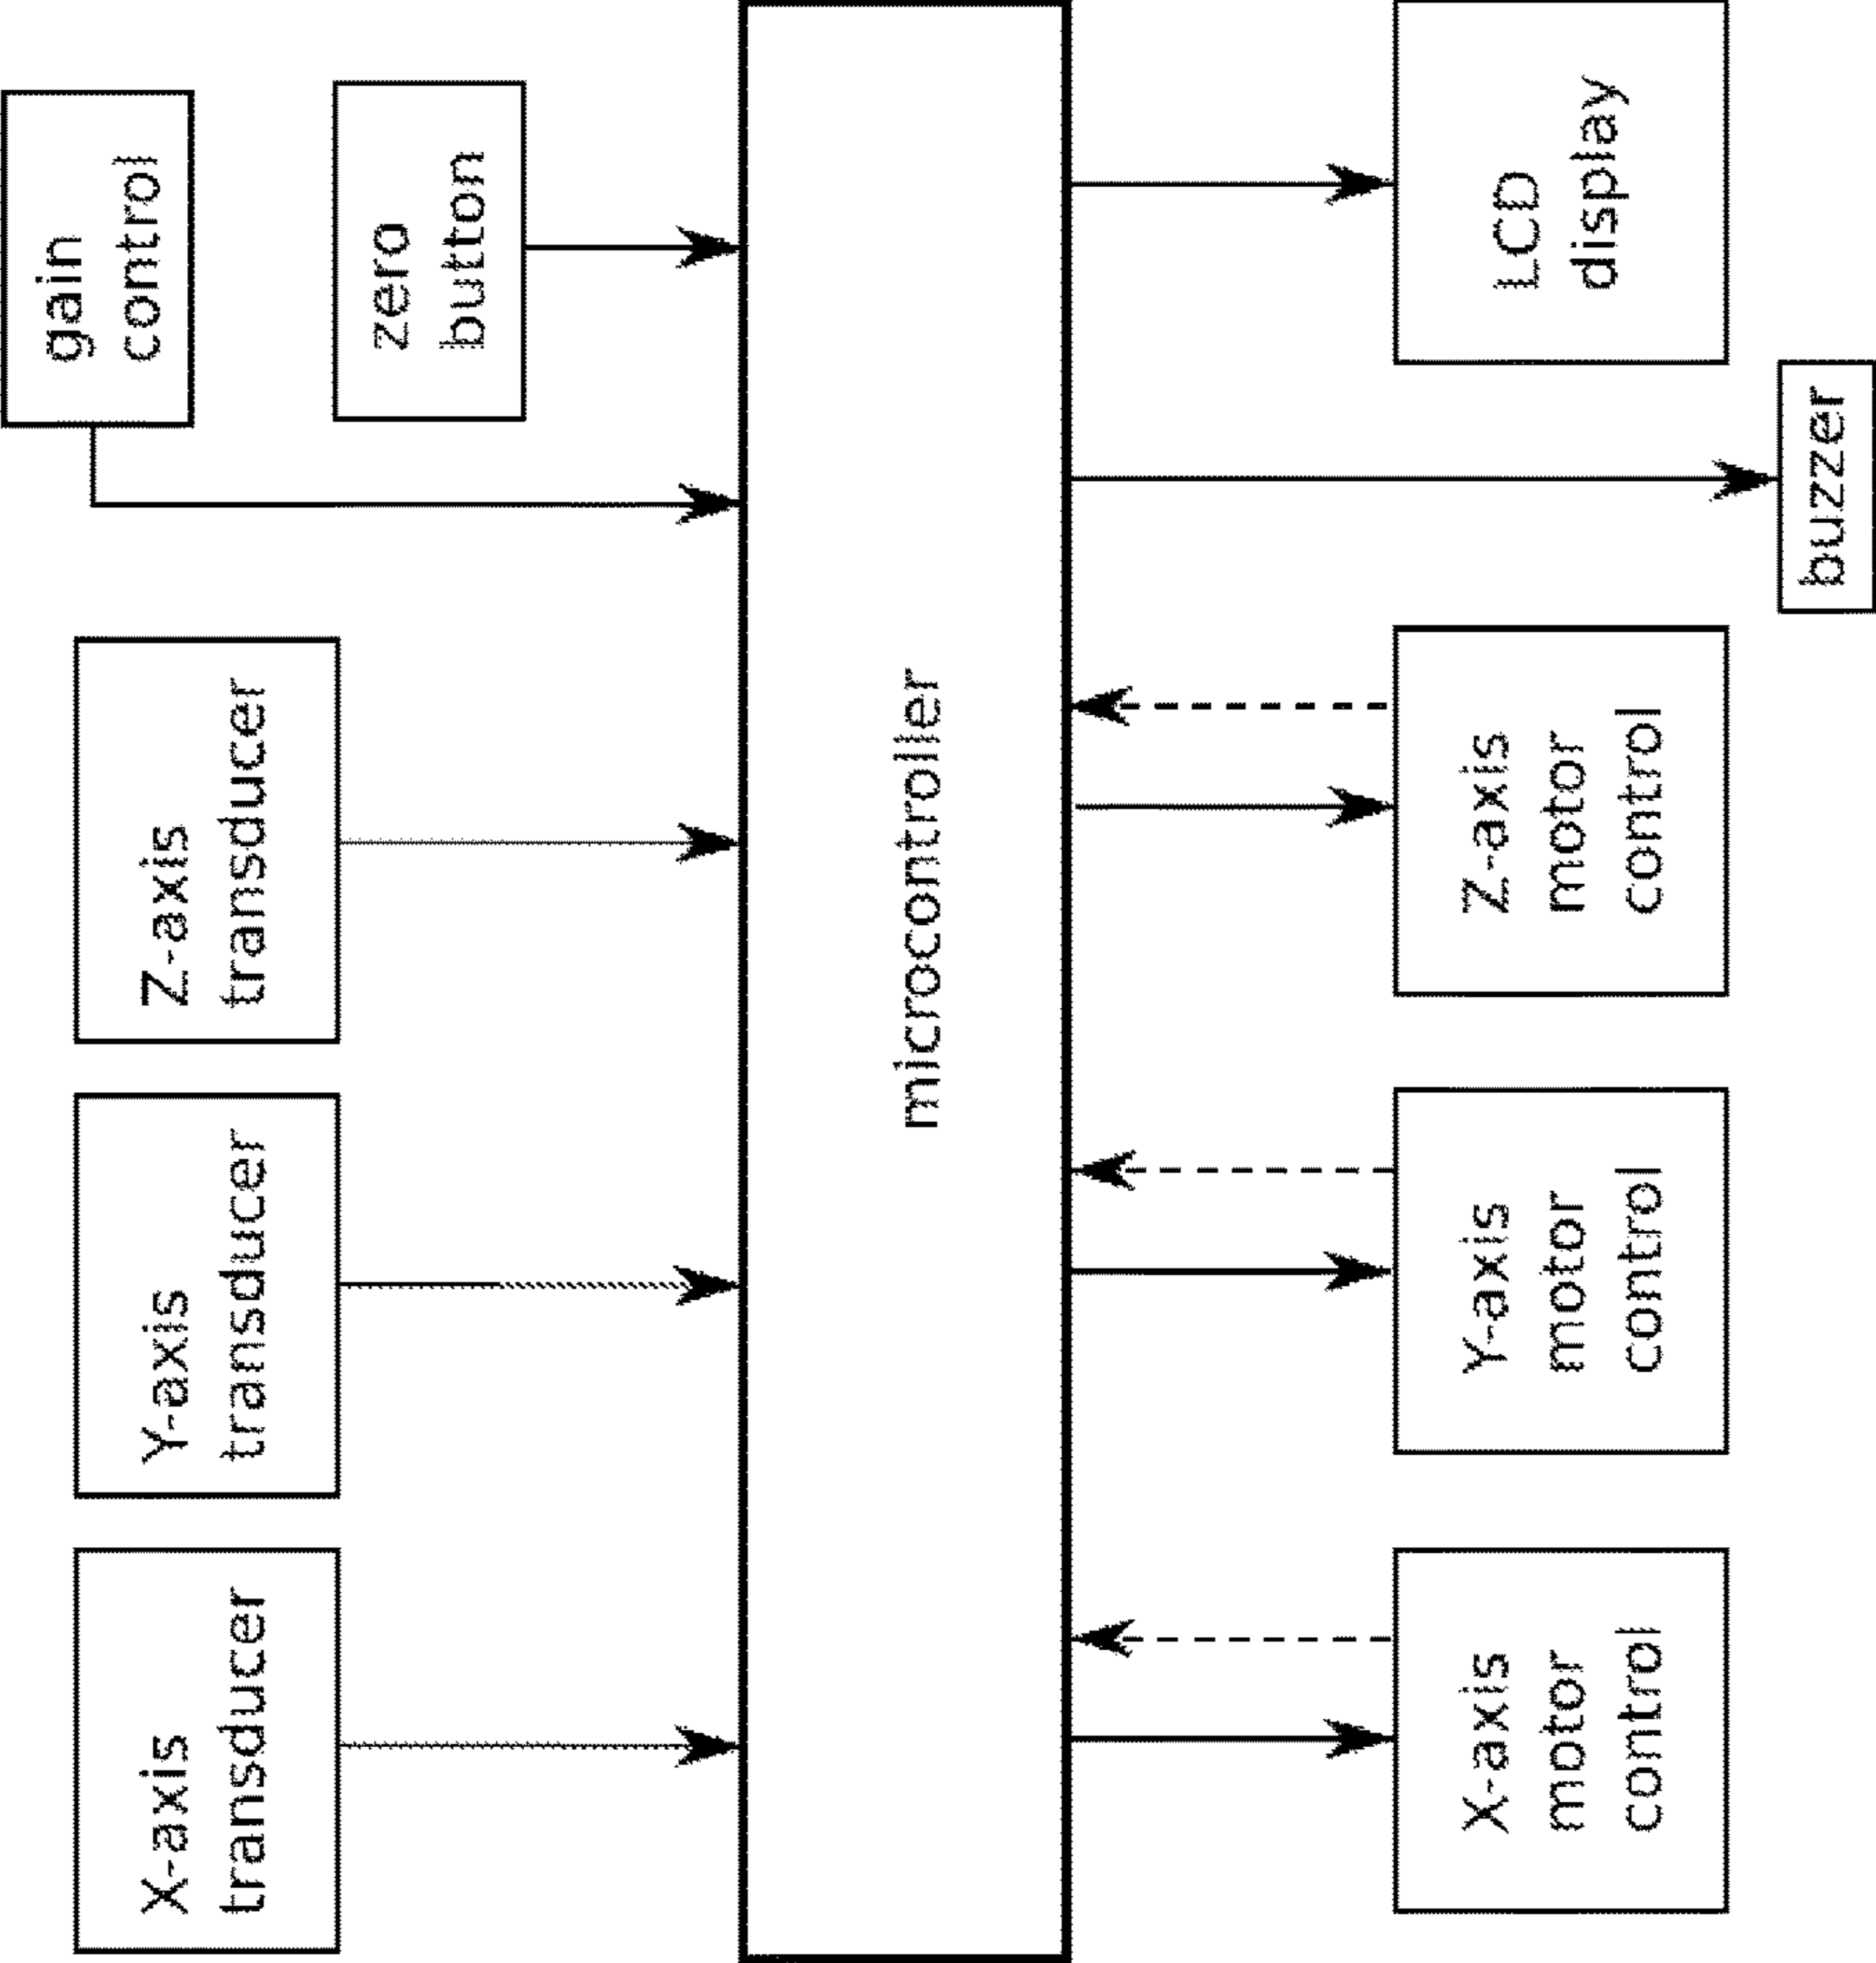 X-axis
transducer
Y-axis
transducer
Z-axis
transducer
gain
control
zero
button
microcontroller
X-axis
motor
control
Y-axis
motor
control
Z-axis
motor
control
LCD
display
buzzer